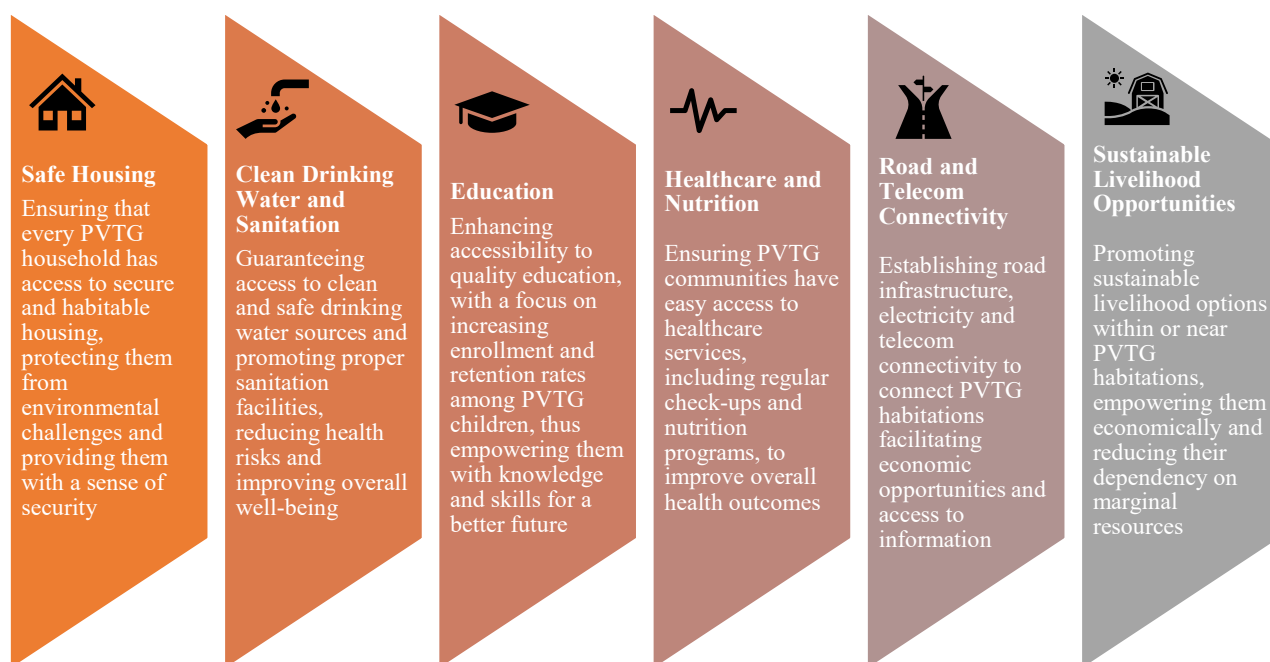 Safe Housing
Ensuring that
every PVTG
household has
access to secure
and habitable
housing,
protecting them
from
environmental
challenges and
providing them
with a sense of
security
Clean Drinking
Water and
Sanitation
Guaranteeing
access to clean
and safe drinking
water sources and
promoting proper
sanitation
facilities,
reducing health
risks and
improving overall
well-being
Education
Enhancing
accessibility to
quality education,
with a focus on
increasing
enrollment and
retention rates
among PVTG
children, thus
empowering them
with knowledge
and skills for a
better future
Healthcare and
Nutrition
Ensuring PVTG
communities have
easy access to
healthcare
services,
including regular
check-ups and
nutrition
programs, to
improve overall
health outcomes
Road and
Telecom
Connectivity
Establishing road
infrastructure,
electricity and
telecom
connectivity to
connect PVTG
habitations
facilitating
economic
opportunities and
access to
information
Sustainable
Livelihood
Opportunities
Promoting
sustainable
livelihood options
within or near
PVTG
habitations,
empowering them
economically and
reducing their
dependency on
marginal
resources